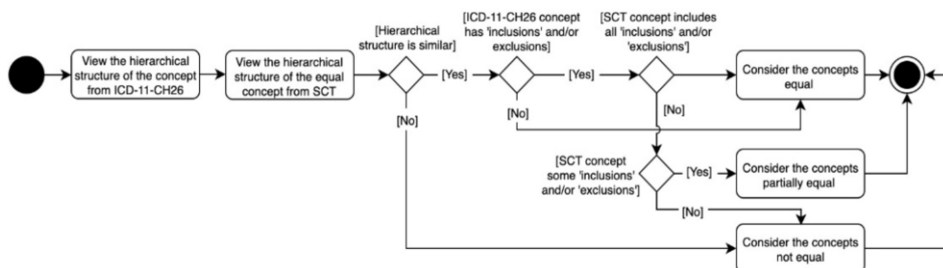 [Hierarchical
structure is similar]
[ICD-11-CH26 concept
has 'inclusions' and/or
exclusions]
[SCT concept includes
all 'inclusions' and/or
'exclusions']
View the hierarchical
structure of the concept
from ICD-11-CH26
View the hierarchical
structure of the equal
concept from SCT
[Yes]
[Yes]
Consider the concepts
equal
[No]
[No]
[No]
[SCT concept
some 'inclusions'
and/or 'exclusions']
[Yes]
Consider the concepts
partially equal
[No]
Consider the concepts
not equal